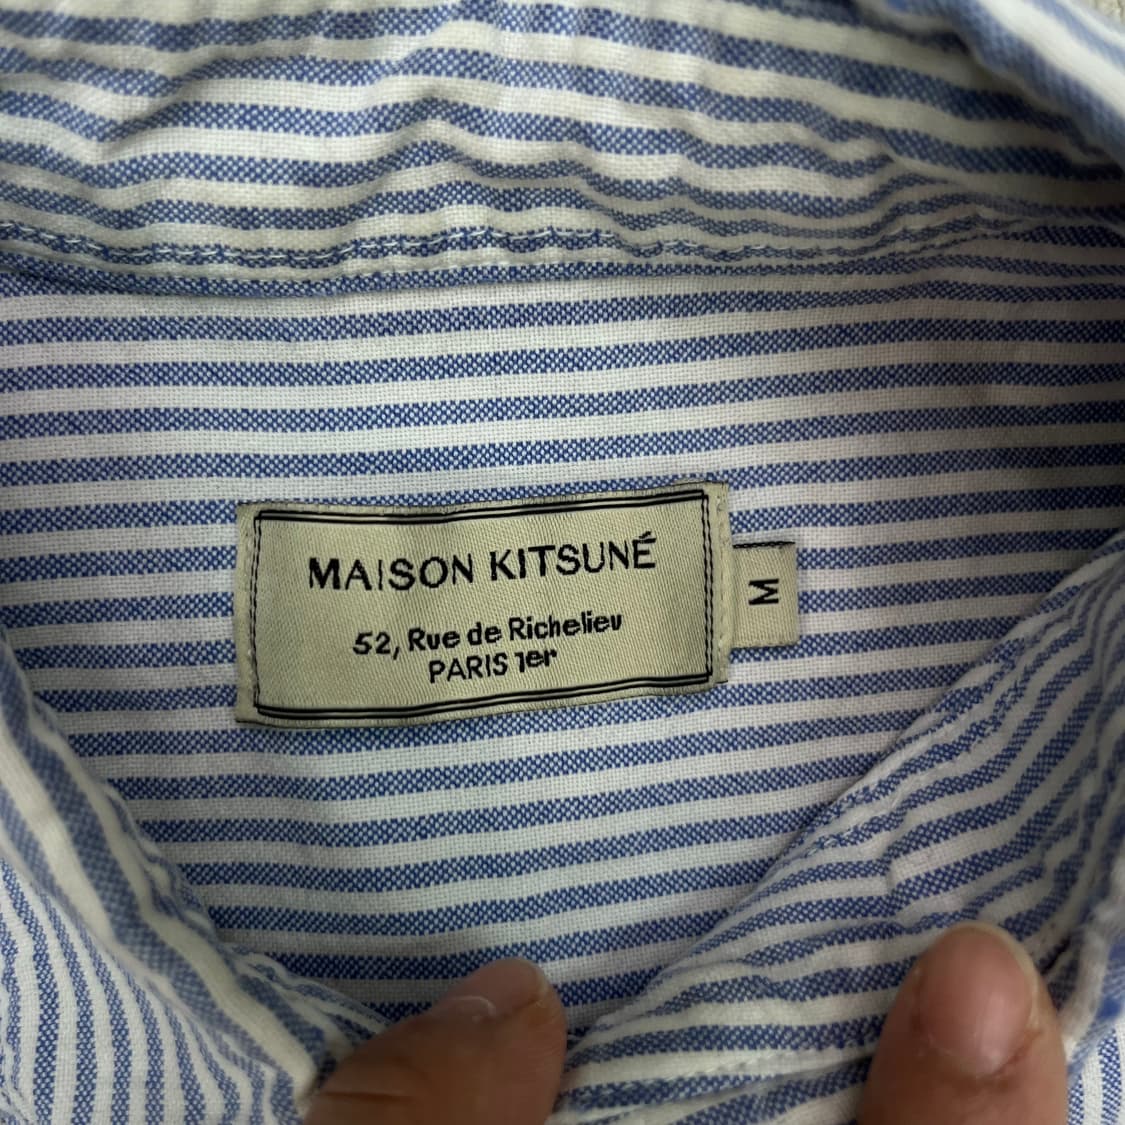 MAISON KITSUNÉ
52, Rue de Richelieu
PARIS 1er
M